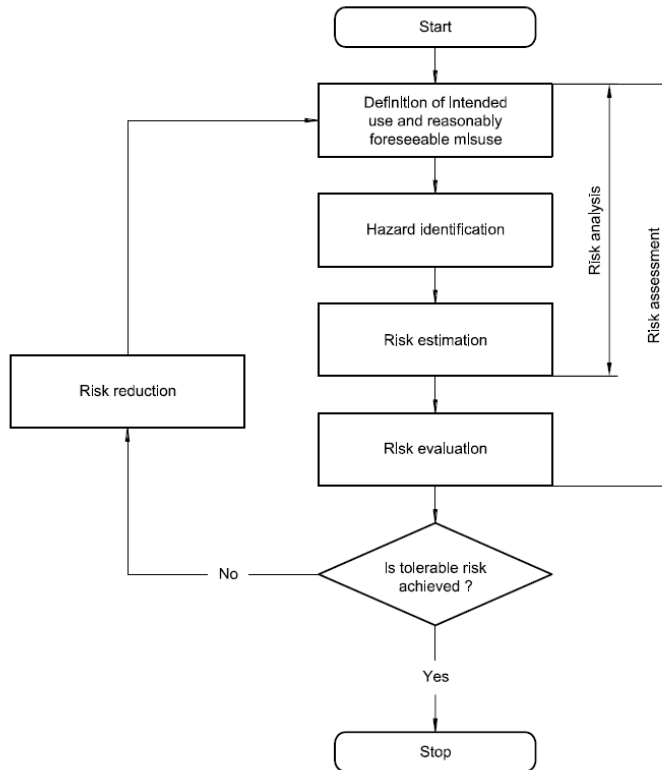 Start
Definition of intended
use and reasonably
foreseeable misuse
Hazard identification
Risk estimation
Risk analysis
Risk assessment
Risk reduction
Risk evaluation
Is tolerable risk
achieved ?
No
Yes
Stop